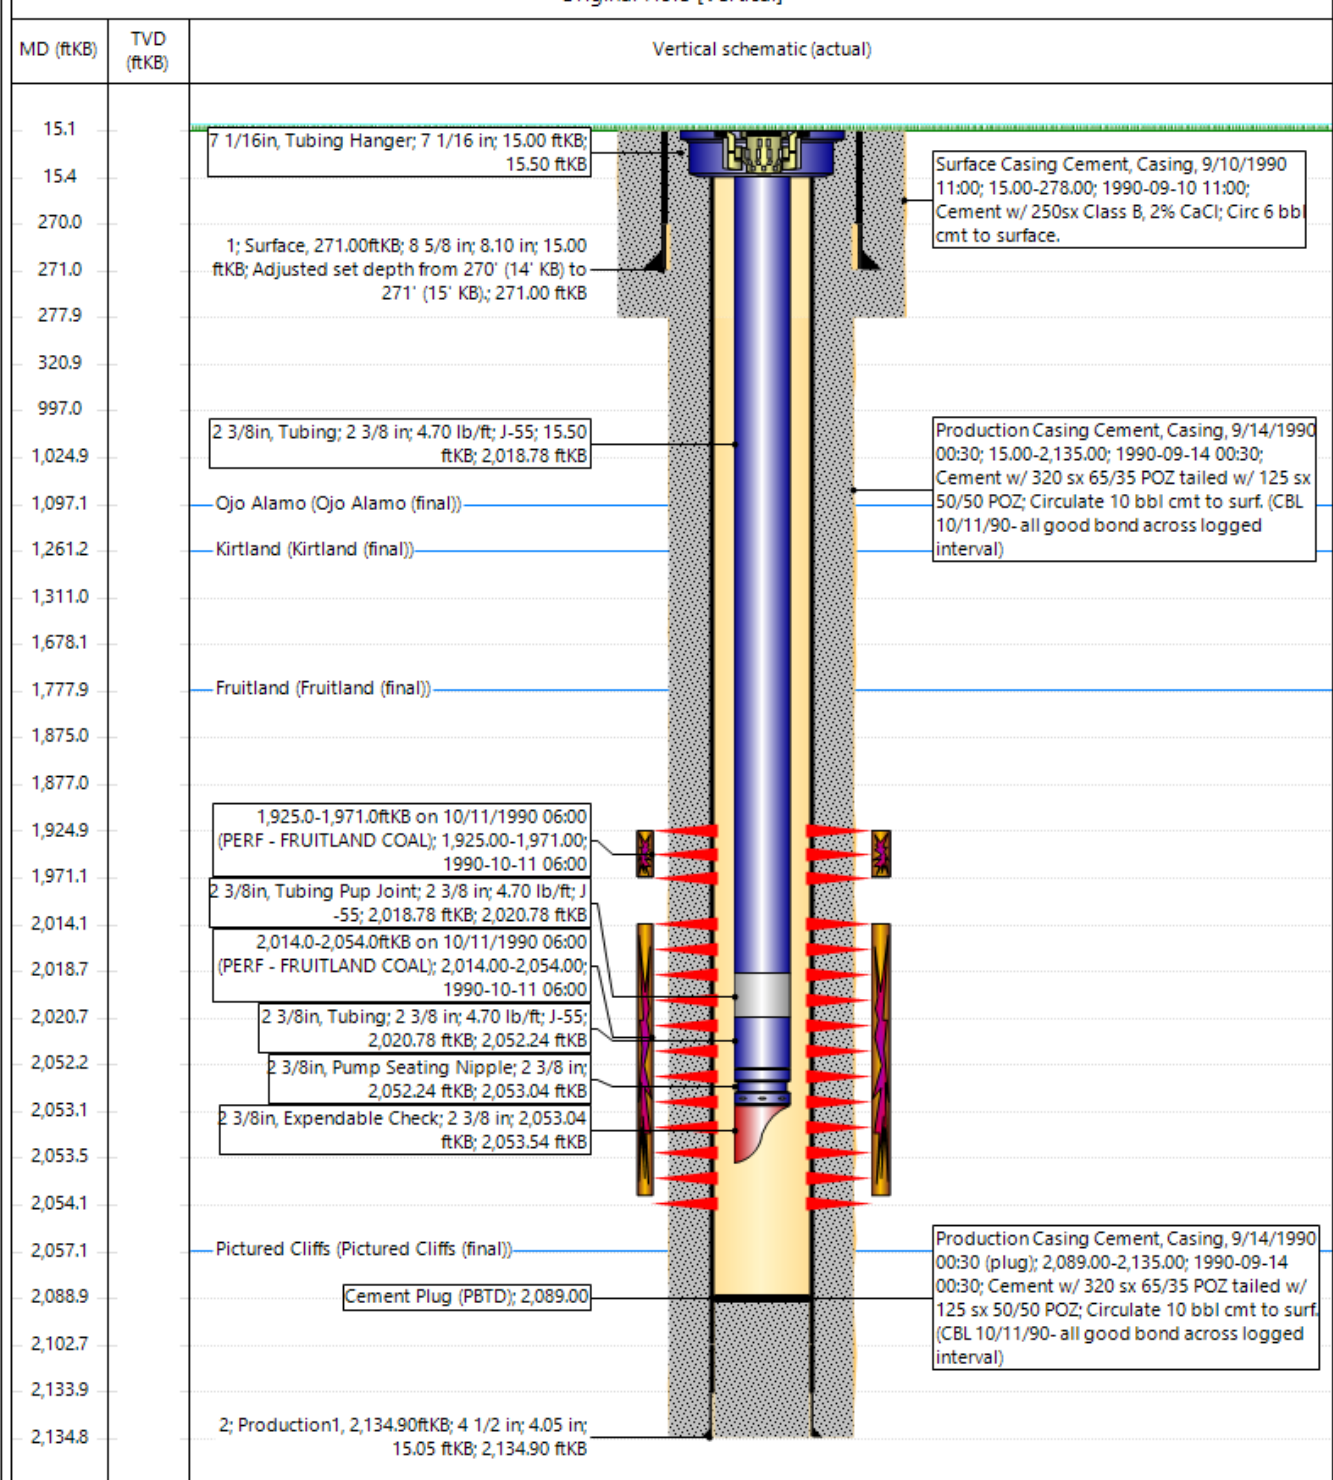 MD (ftKB)
TVD
(ftKB)
Vertical schematic (actual)
15.1
15.4
270.0
271.0
277.9
320.9
997.0
1,024.9
1,097.1
1,261.2
1,311.0
1,678.1
1,777.9
1,875.0
1,877.0
1,924.9
1,971.1
2,014.1
2,018.7
2,020.7
2,052.2
2,053.1
2,053.5
2,054.1
2,057.1
2,088.9
2,102.7
2,133.9
2,134.8
7 1/16in, Tubing Hanger; 7 1/16 in; 15.00 ftKB;
15.50 ftKB
1; Surface, 271.00ftKB; 8 5/8 in; 8.10 in; 15.00
ftKB; Adjusted set depth from 270' (14' KB) to
271' (15' KB).; 271.00 ftKB
2 3/8in, Tubing; 2 3/8 in; 4.70 lb/ft; J-55; 15.50
ftKB; 2,018.78 ftKB
Ojo Alamo (Ojo Alamo (final))
Kirtland (Kirtland (final))
Fruitland (Fruitland (final))
1,925.0-1,971.0ftKB on 10/11/1990 06:00
(PERF - FRUITLAND COAL); 1,925.00-1,971.00;
1990-10-11 06:00
2 3/8in, Tubing Pup Joint; 2 3/8 in; 4.70 lb/ft; J
-55; 2,018.78 ftKB; 2,020.78 ftKB
2,014.0-2,054.0ftKB on 10/11/1990 06:00
(PERF - FRUITLAND COAL); 2,014.00-2,054.00;
1990-10-11 06:00
2 3/8in, Tubing; 2 3/8 in; 4.70 lb/ft; J-55;
2,020.78 ftKB; 2,052.24 ftKB
2 3/8in, Pump Seating Nipple; 2 3/8 in;
2,052.24 ftKB; 2,053.04 ftKB
2 3/8in, Expendable Check; 2 3/8 in; 2,053.04
ftKB; 2,053.54 ftKB
Pictured Cliffs (Pictured Cliffs (final))
Cement Plug (PBTD); 2,089.00
2; Production1, 2,134.90ftKB; 4 1/2 in; 4.05 in;
15.05 ftKB; 2,134.90 ftKB
Surface Casing Cement, Casing, 9/10/1990
11:00; 15.00-278.00; 1990-09-10 11:00;
Cement w/ 250sx Class B, 2% CaCl; Circ 6 bbl
cmt to surface.
Production Casing Cement, Casing, 9/14/1990
00:30; 15.00-2,135.00; 1990-09-14 00:30;
Cement w/ 320 sx 65/35 POZ tailed w/ 125 sx
50/50 POZ; Circulate 10 bbl cmt to surf. (CBL
10/11/90- all good bond across logged
interval)
Production Casing Cement, Casing, 9/14/1990
00:30 (plug); 2,089.00-2,135.00; 1990-09-14
00:30; Cement w/ 320 sx 65/35 POZ tailed w/
125 sx 50/50 POZ; Circulate 10 bbl cmt to surf.
(CBL 10/11/90- all good bond across logged
interval)